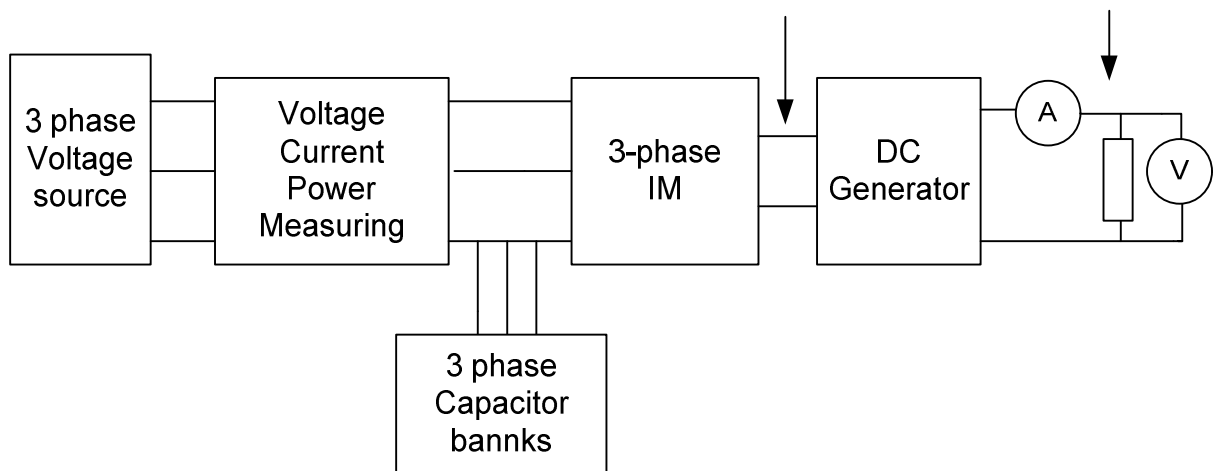 3 phase
Voltage
source
Voltage
Current
Power
Measuring
3-phase
IM
DC
Generator
A
V
3 phase
Capacitor
bannks